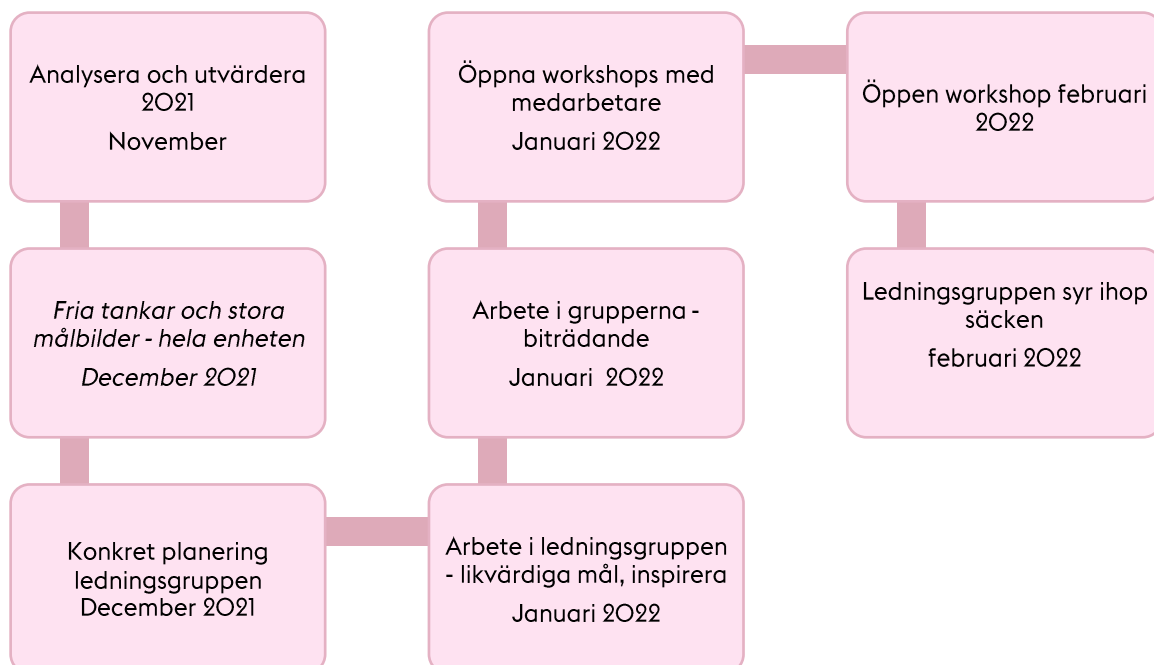 Analysera och utvärdera
2021
November
Fria tankar och stora
målbilder - hela enheten
December 2021
Konkret planering
ledningsgruppen
December 2021
Arbete i ledningsgruppen
- likvärdiga mål, inspirera
Januari 2022
Arbete i grupperna -
biträdande
Januari 2022
Öppna workshops med
medarbetare
Januari 2022
Öppen workshop februari
2022
Ledningsgruppen syr ihop
säcken
februari 2022